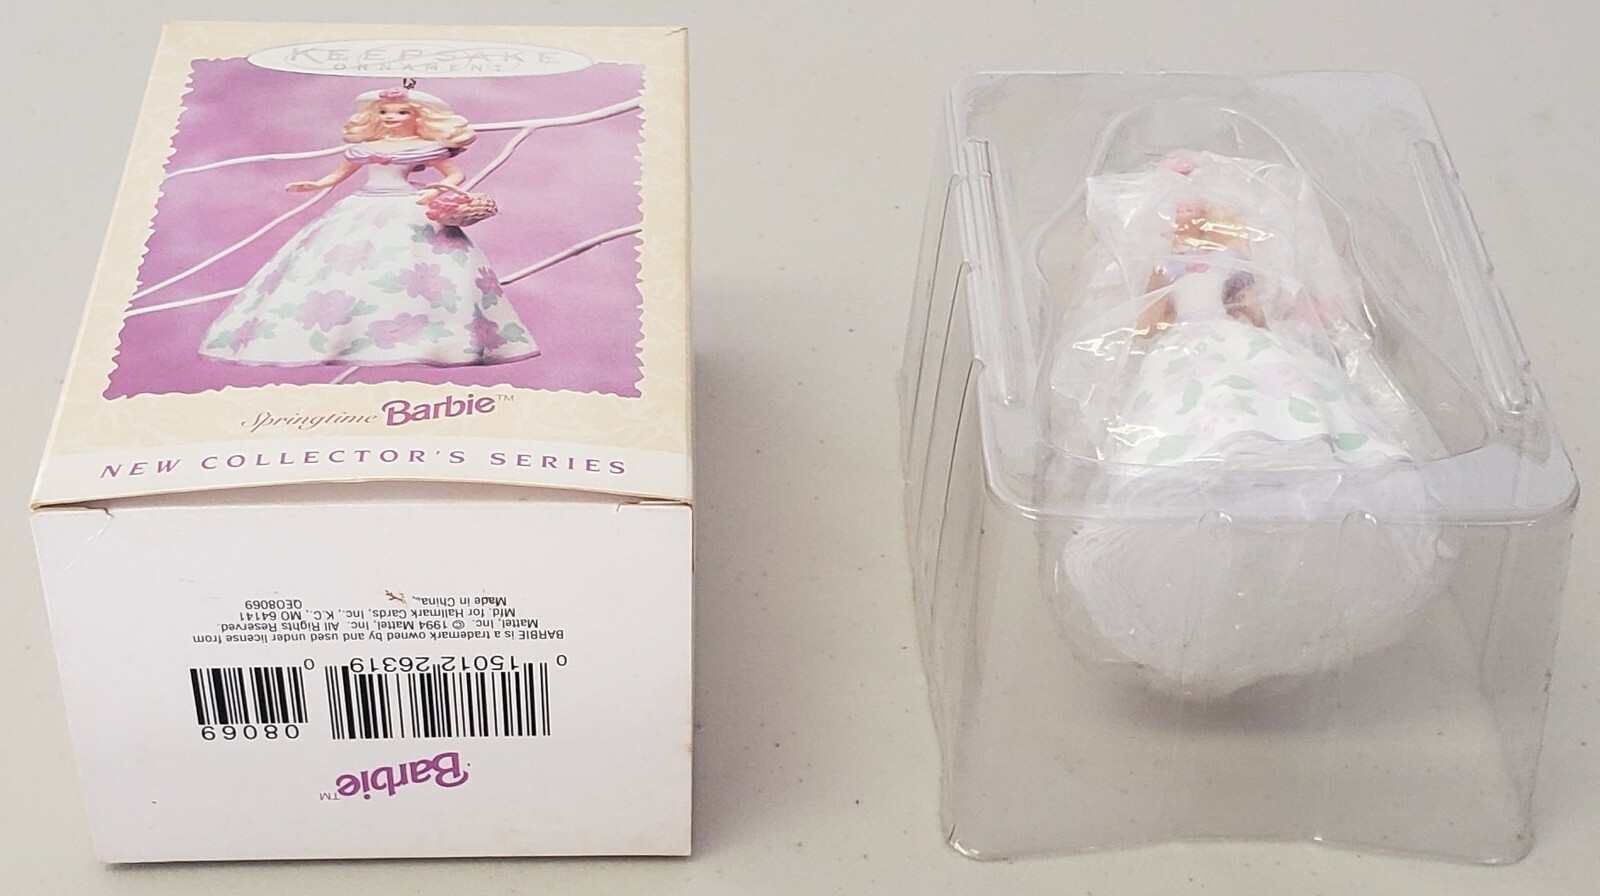 KEEPSAKE
ORNAMENT
Springtime Barbie™
NEW COLLECTOR'S SERIES
Barbie™
0 15012 26319 0
08069
BARBIE is a trademark owned by and used under license from
Mattel, Inc. © 1994 Mattel, Inc. All Rights Reserved.
Mfd. for Hallmark Cards, Inc., K.C., MO 64141
Made in China
QEO8069